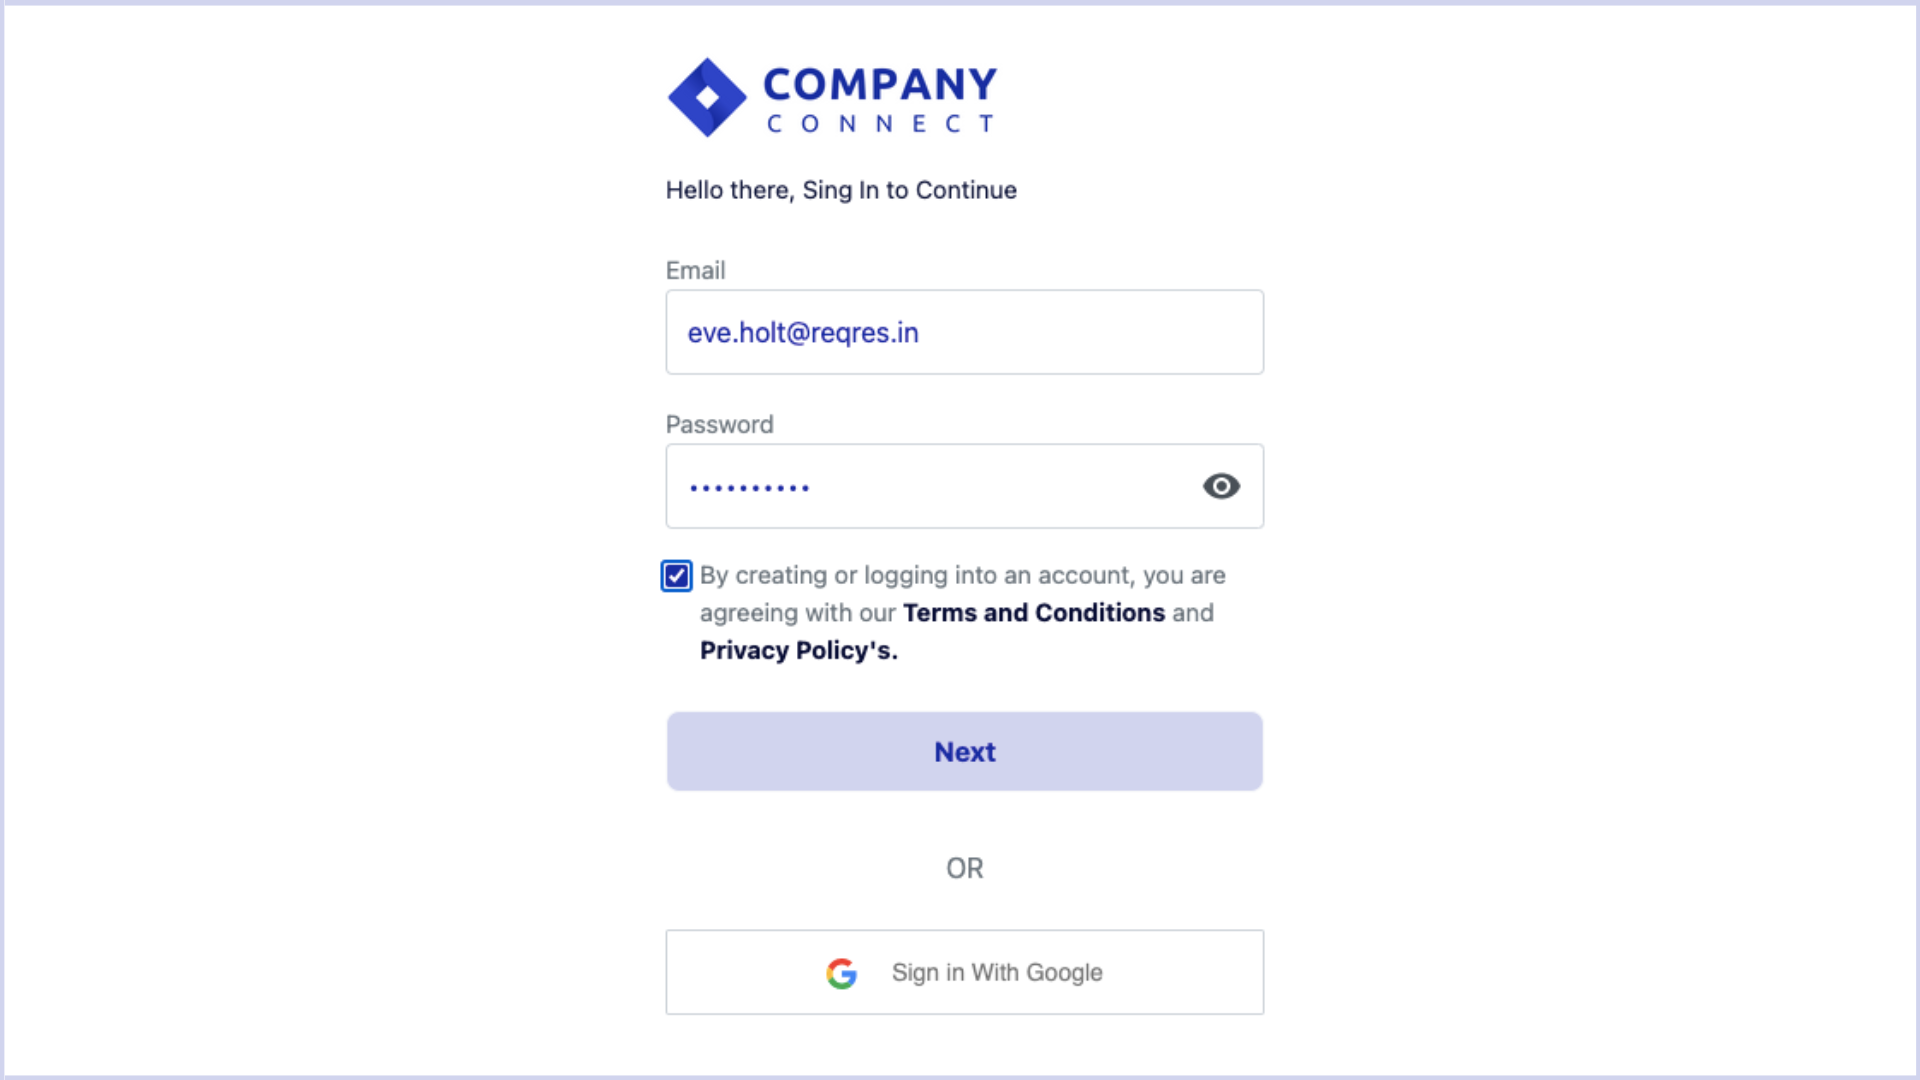 COMPANY
CONNECT
Hello there, Sing In to Continue
Email
eve.holt@reqres.in
Password
••••••••••
By creating or logging into an account, you are
agreeing with our Terms and Conditions and
Privacy Policy's.
Next
OR
Sign in With Google